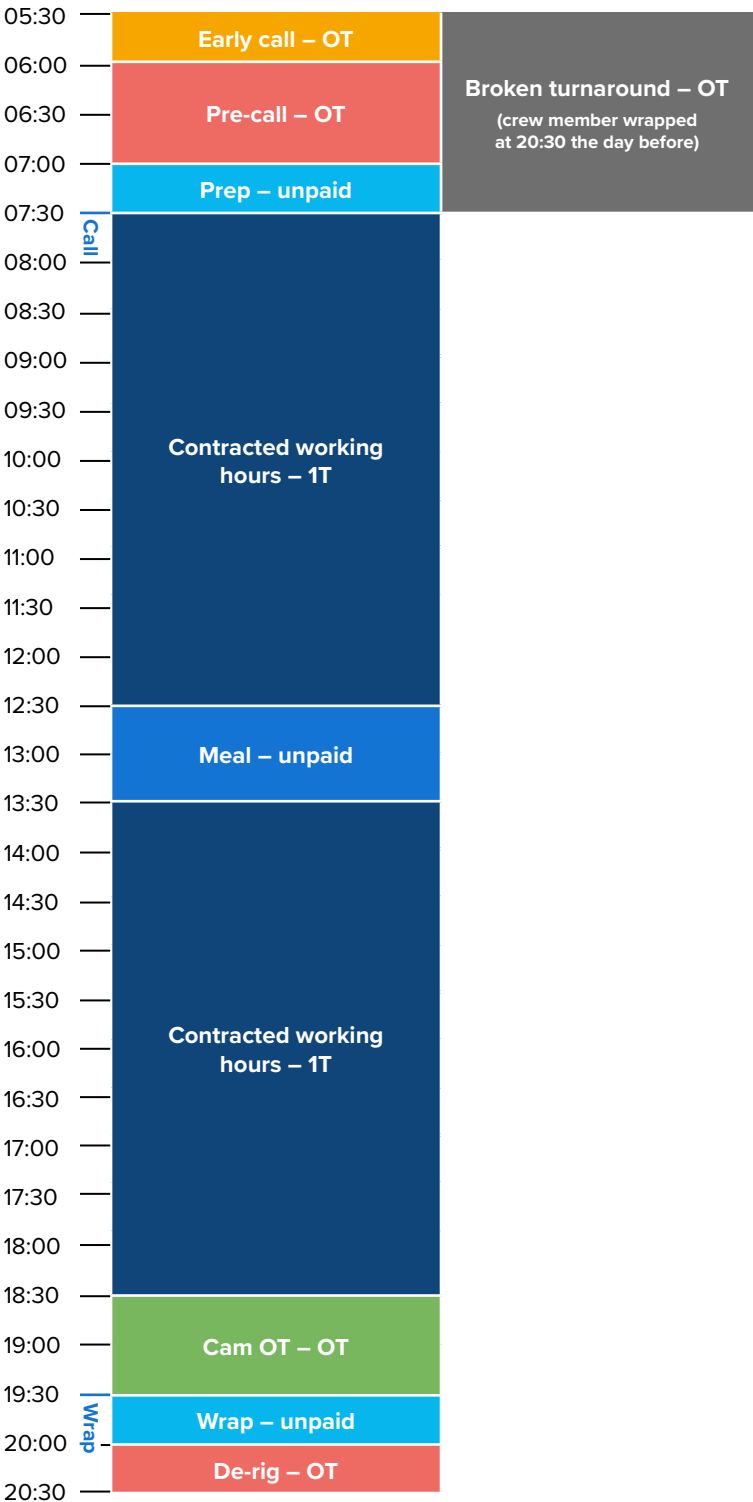 05:30
Early call – OT
06:00
Broken turnaround – OT
(crew member wrapped
at 20:30 the day before)
06:30
Pre-call – OT
07:00
Prep – unpaid
07:30
Call
08:00
08:30
09:00
09:30
10:00
Contracted working
hours – 1T
10:30
11:00
11:30
12:00
12:30
13:00
Meal – unpaid
13:30
14:00
14:30
15:00
15:30
16:00
Contracted working
hours – 1T
16:30
17:00
17:30
18:00
18:30
19:00
Cam OT – OT
19:30
Wrap
Wrap – unpaid
20:00
De-rig – OT
20:30